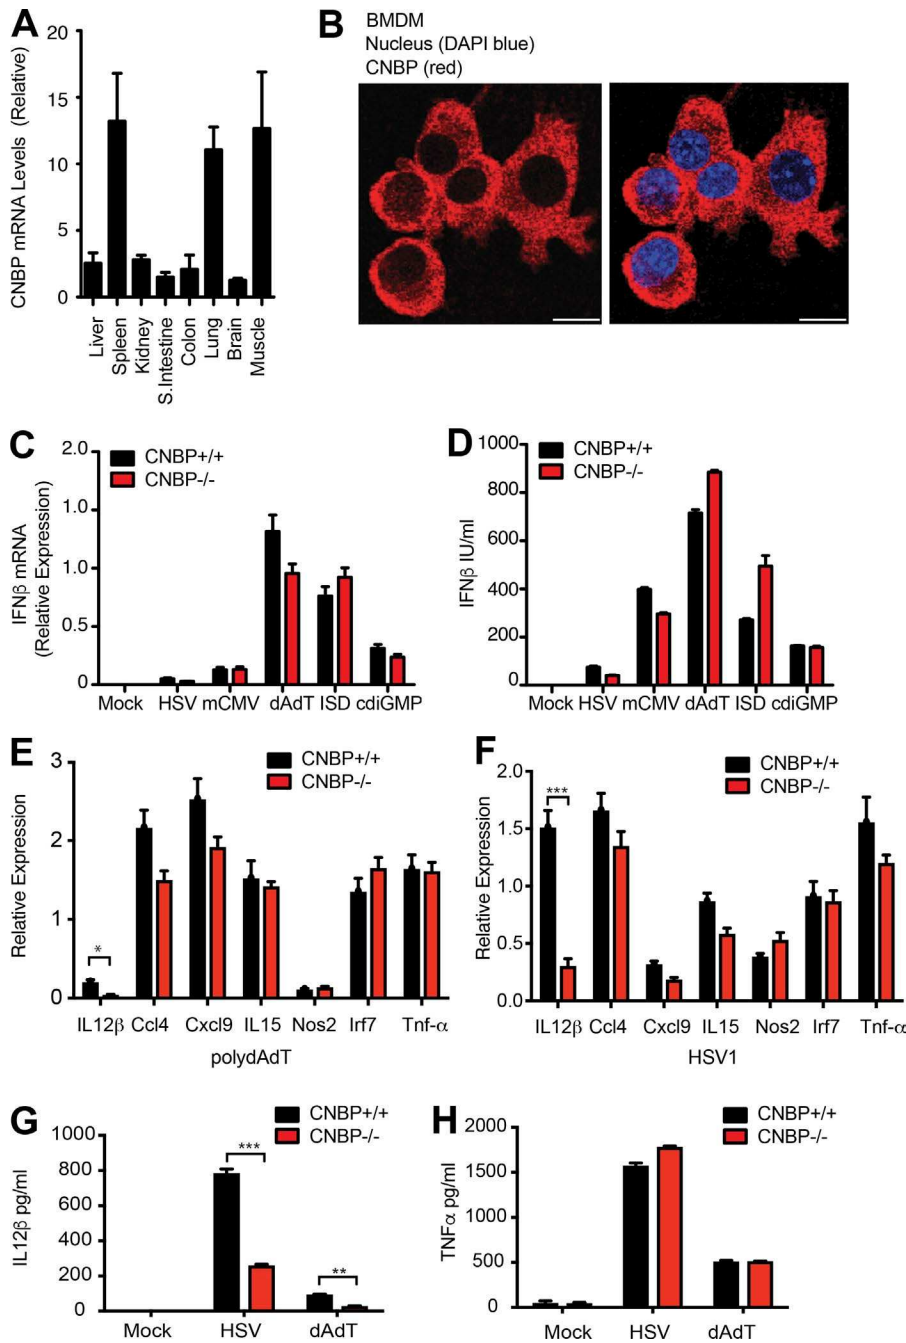 A
20
15
10
5
0
CNBP mRNA Levels (Relative)
Liver
Spleen
Kidney
S.Intestine
Colon
Lung
Brain
Muscle
B
BMDM
Nucleus (DAPI blue)
CNBP (red)
C
CNBP+/+
CNBP-/-
2.0
1.0
1.0
0.5
0
IFNβ mRNA
(Relative Expression)
Mock HSV mCMV dAdT ISD cdiGMP
D
CNBP+/+
CNBP-/-
1000
800
600
400
200
0
IFNβ IU/ml
Mock HSV mCMV dAdT ISD cdiGMP
E
CNBP+/+
CNBP-/-
3
2
1
0
Relative Expression
*
IL12β Ccl4 Cxcl9 IL15 Nos2 Irf7 Tnf-α
polydAdT
F
CNBP+/+
CNBP-/-
2.0
1.5
1.0
0.5
0.0
Relative Expression
***
IL12β Ccl4 Cxcl9 IL15 Nos2 Irf7 Tnf-α
HSV1
G
CNBP+/+
CNBP-/-
1000
800
600
400
200
0
IL12β pg/ml
***
**
Mock HSV dAdT
H
CNBP+/+
CNBP-/-
2000
1500
1000
500
0
TNFα pg/ml
Mock HSV dAdT